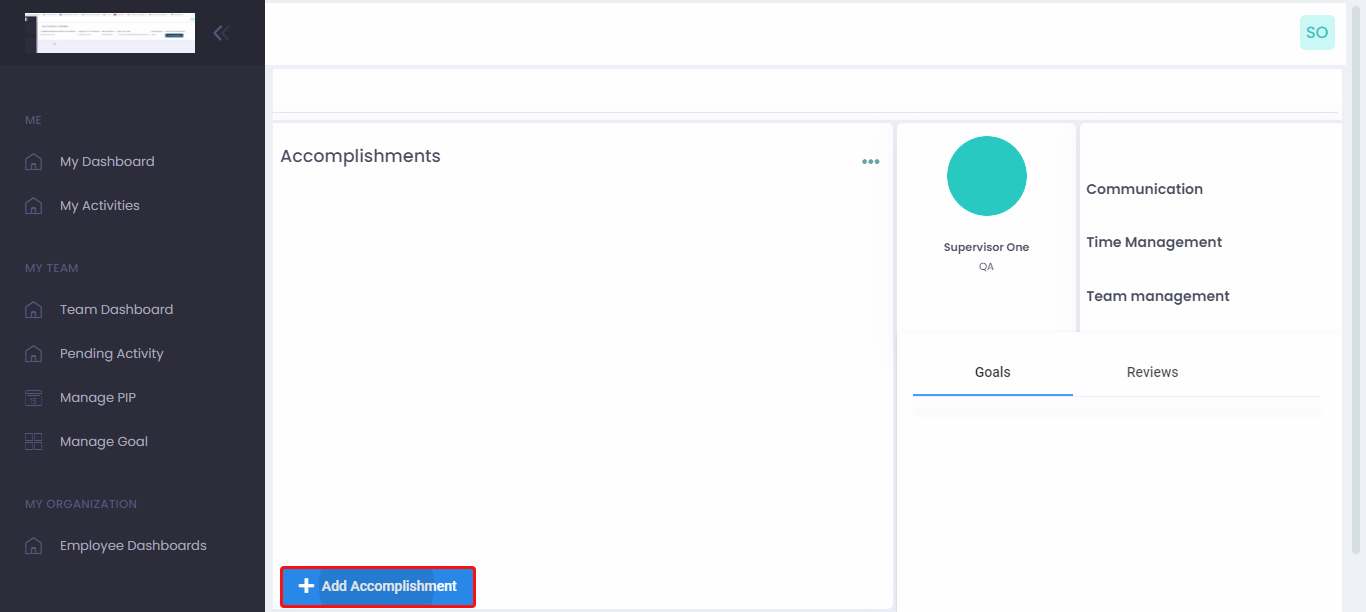 SO
ME
My Dashboard
My Activities
MY TEAM
Team Dashboard
Pending Activity
Manage PIP
Manage Goal
MY ORGANIZATION
Employee Dashboards
Accomplishments
Add Accomplishment
Supervisor One
QA
Communication
Time Management
Team management
Goals
Reviews